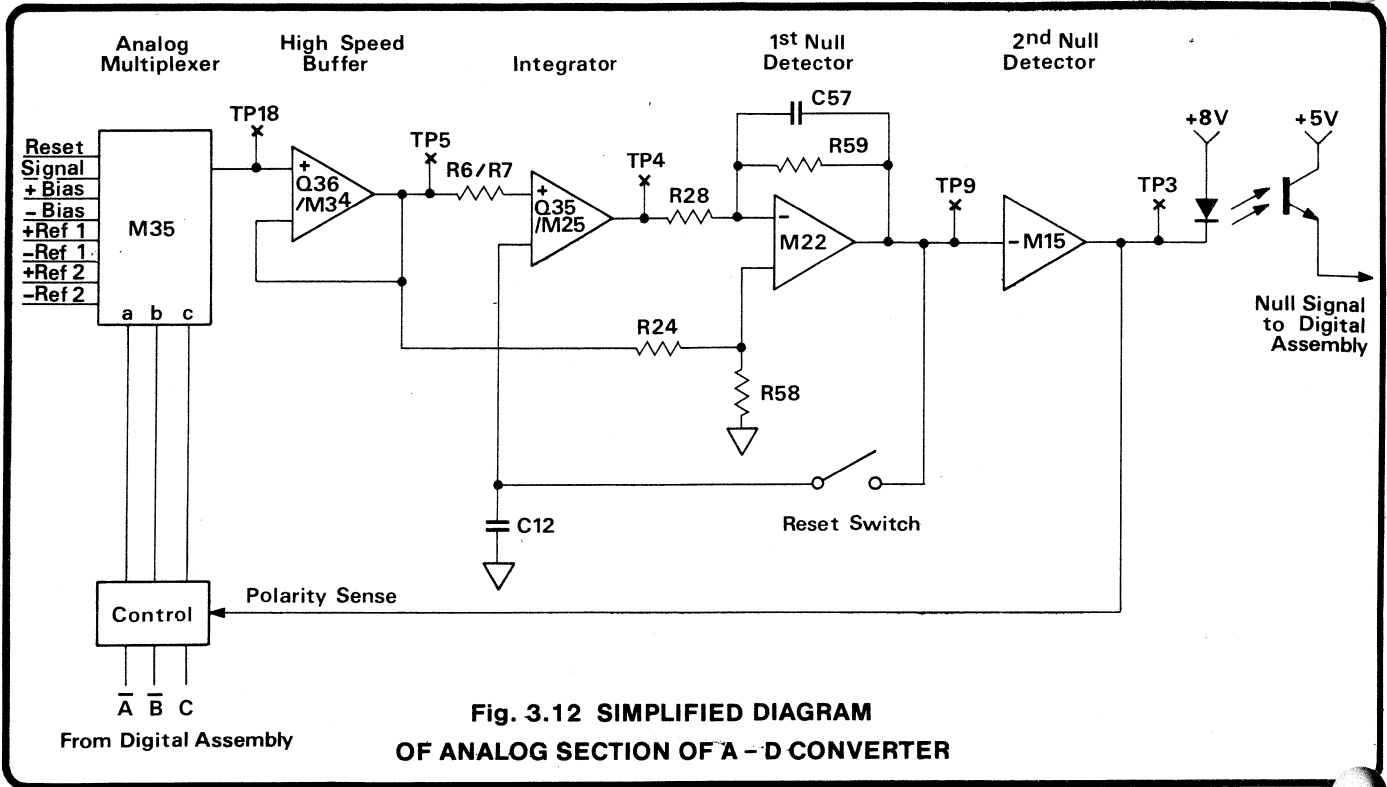 Analog
Multiplexer
High Speed
Buffer
Integrator
1st Null
Detector
2nd Null
Detector
TP18
TP5
R6/R7
TP4
R28
C57
R59
TP9
TP3
+8V
+5V
Reset
Signal
+ Bias
- Bias
+Ref 1
-Ref 1
+Ref 2
-Ref 2
M35
a b c
+
Q36
/M34
+
Q35
/M25
-
M22
-M15
R24
R58
Null Signal
to Digital
Assembly
Reset Switch
C12
Polarity Sense
Control
A̅ B̅ C
From Digital Assembly
Fig. 3.12 SIMPLIFIED DIAGRAM
OF ANALOG SECTION OF A - D CONVERTER